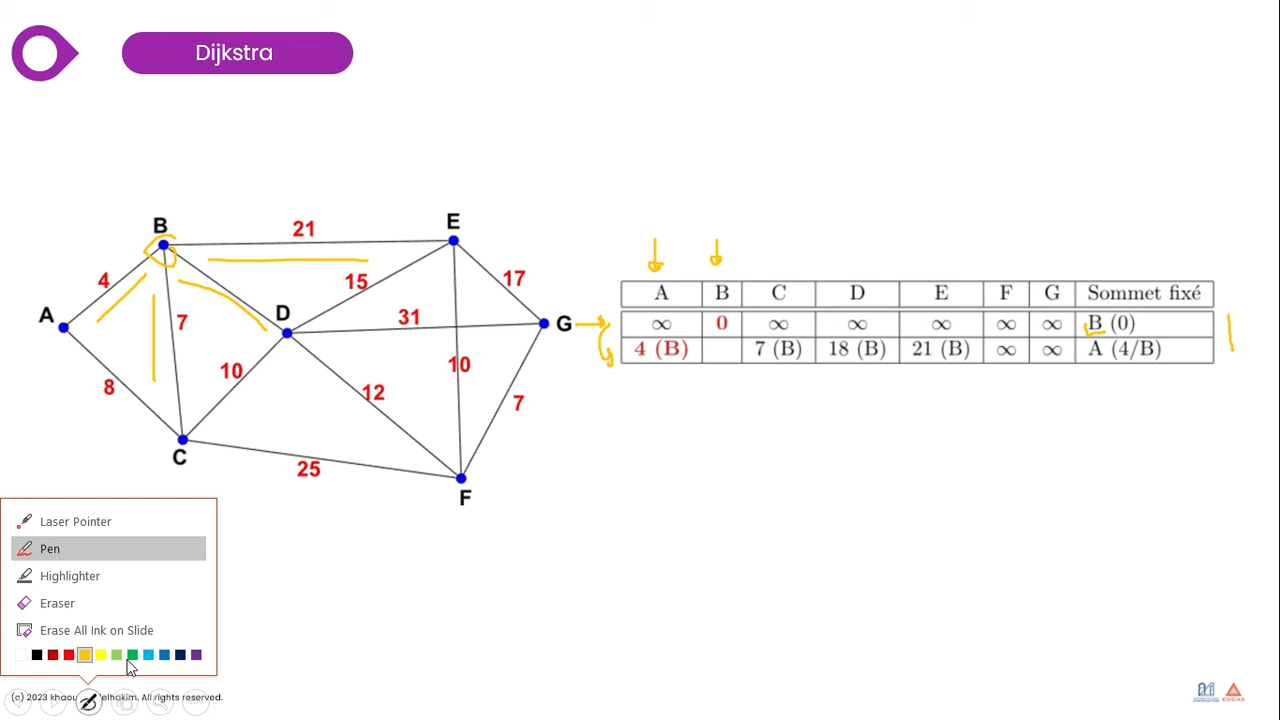 Dijkstra
B
21
E
4
15
17
A
7
D
31
G
8
10
12
10
7
C
25
F
A B C D E F G Sommet fixé
∞ 0 ∞ ∞ ∞ ∞ ∞ B (0)
4 (B) 7 (B) 18 (B) 21 (B) ∞ ∞ A (4/B)
Laser Pointer
Pen
Highlighter
Eraser
Erase All Ink on Slide
(c) 2023 All rights reserved.
ENSIAS